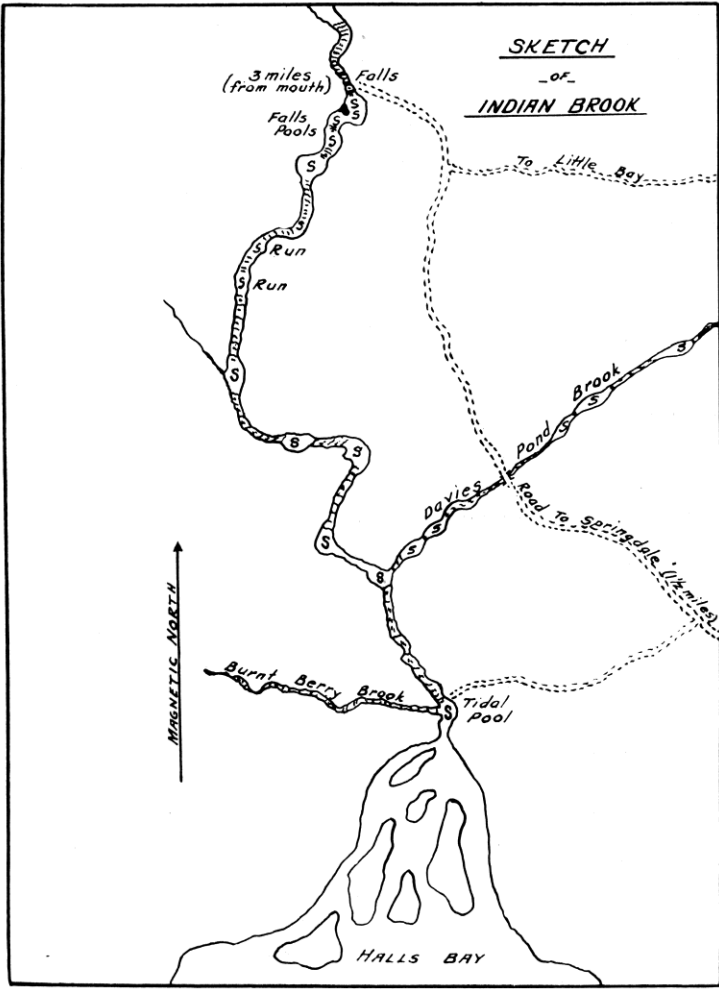 SKETCH
OF
INDIAN BROOK
3 miles
(from mouth)
Falls
S
S
S
Falls
Pools
S
S
S
To Little Bay
S
S
Run
S
Run
S
S
S
S
S
S
S
S
S
S
Davies Pond Brook
Road To Springdale (1½ miles)
MAGNETIC NORTH
Burnt Berry Brook
S
Tidal
Pool
HALLS BAY